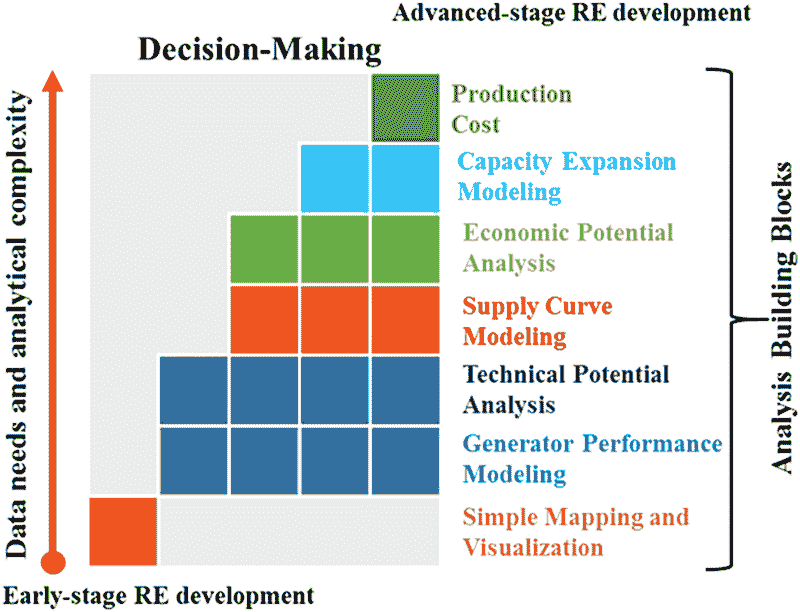 Advanced-stage RE development
Decision-Making
Data needs and analytical complexity
Production
Cost
Capacity Expansion
Modeling
Economic Potential
Analysis
Supply Curve
Modeling
Technical Potential
Analysis
Generator Performance
Modeling
Simple Mapping and
Visualization
Analysis Building Blocks
Early-stage RE development